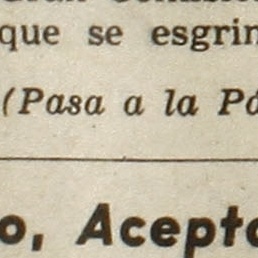 que se esgrin
(Pasa a la Pá
o, Acepto